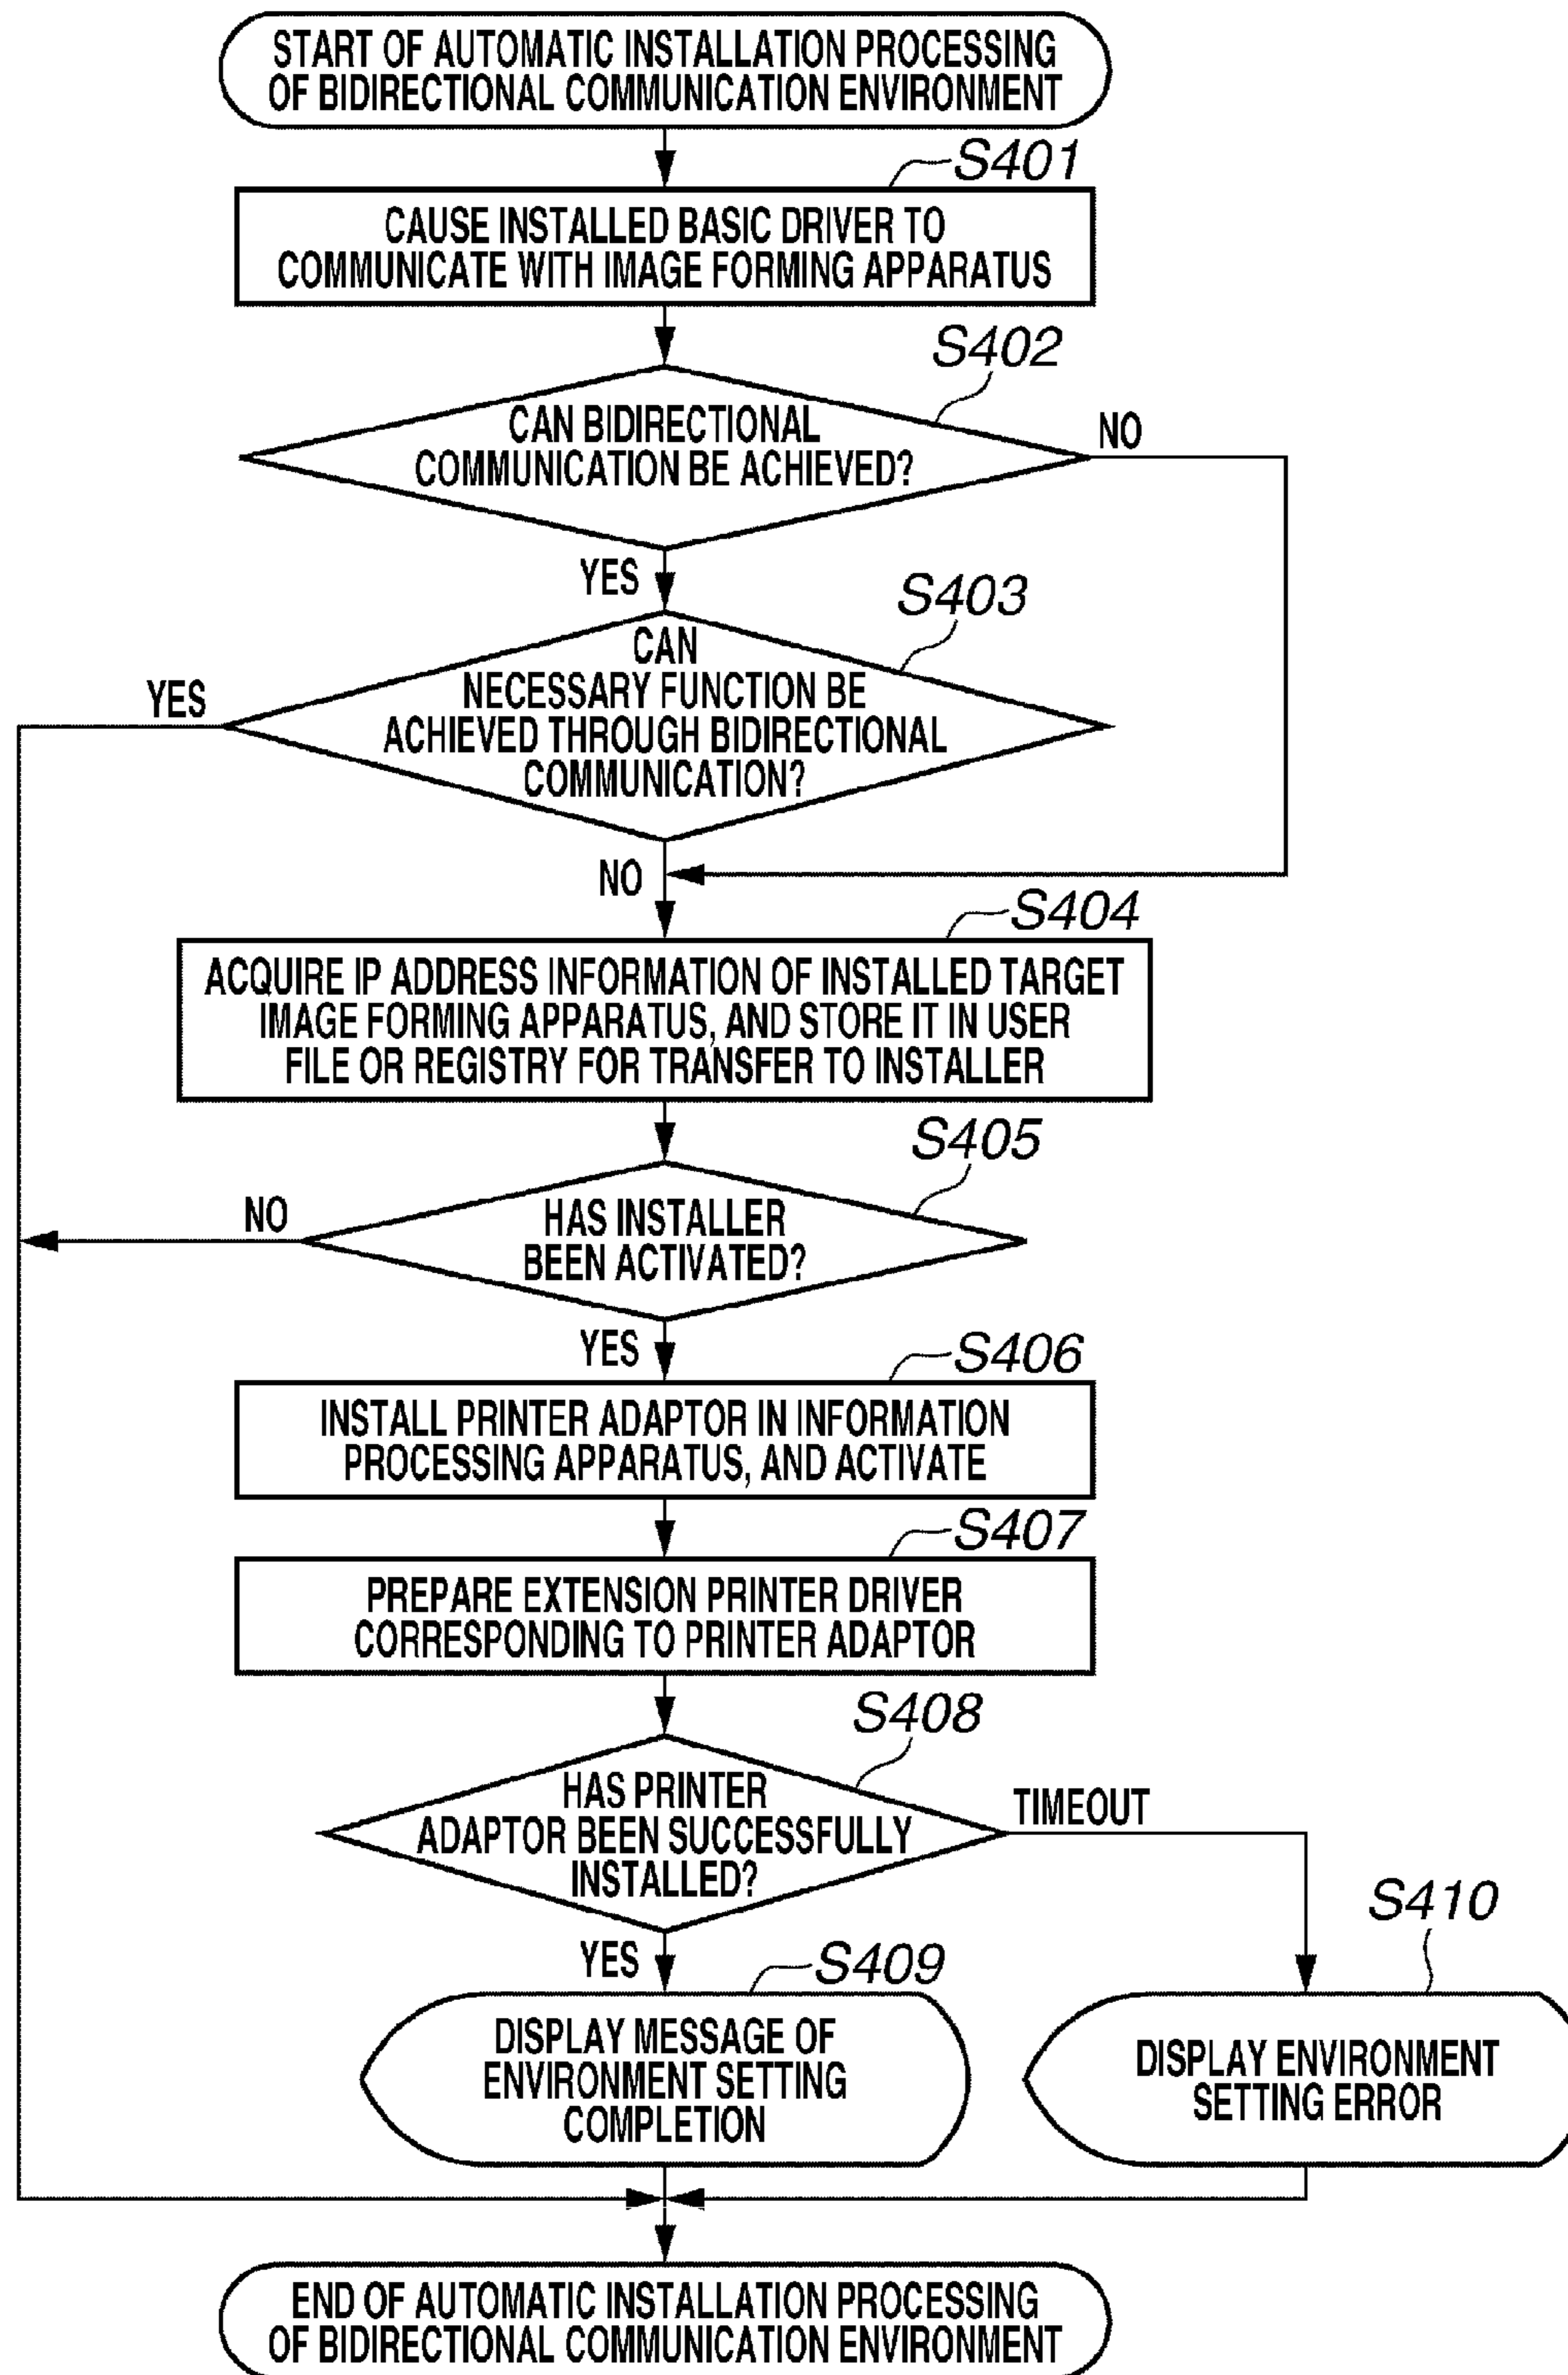 START OF AUTOMATIC INSTALLATION PROCESSING
OF BIDIRECTIONAL COMMUNICATION ENVIRONMENT
S401
CAUSE INSTALLED BASIC DRIVER TO
COMMUNICATE WITH IMAGE FORMING APPARATUS
S402
CAN BIDIRECTIONAL
COMMUNICATION BE ACHIEVED?
NO
YES
S403
CAN
NECESSARY FUNCTION BE
ACHIEVED THROUGH BIDIRECTIONAL
COMMUNICATION?
YES
NO
S404
ACQUIRE IP ADDRESS INFORMATION OF INSTALLED TARGET
IMAGE FORMING APPARATUS, AND STORE IT IN USER
FILE OR REGISTRY FOR TRANSFER TO INSTALLER
S405
HAS INSTALLER
BEEN ACTIVATED?
NO
YES
S406
INSTALL PRINTER ADAPTOR IN INFORMATION
PROCESSING APPARATUS, AND ACTIVATE
S407
PREPARE EXTENSION PRINTER DRIVER
CORRESPONDING TO PRINTER ADAPTOR
S408
HAS PRINTER
ADAPTOR BEEN SUCCESSFULLY
INSTALLED?
TIMEOUT
YES
S409
DISPLAY MESSAGE OF
ENVIRONMENT SETTING
COMPLETION
S410
DISPLAY ENVIRONMENT
SETTING ERROR
END OF AUTOMATIC INSTALLATION PROCESSING
OF BIDIRECTIONAL COMMUNICATION ENVIRONMENT